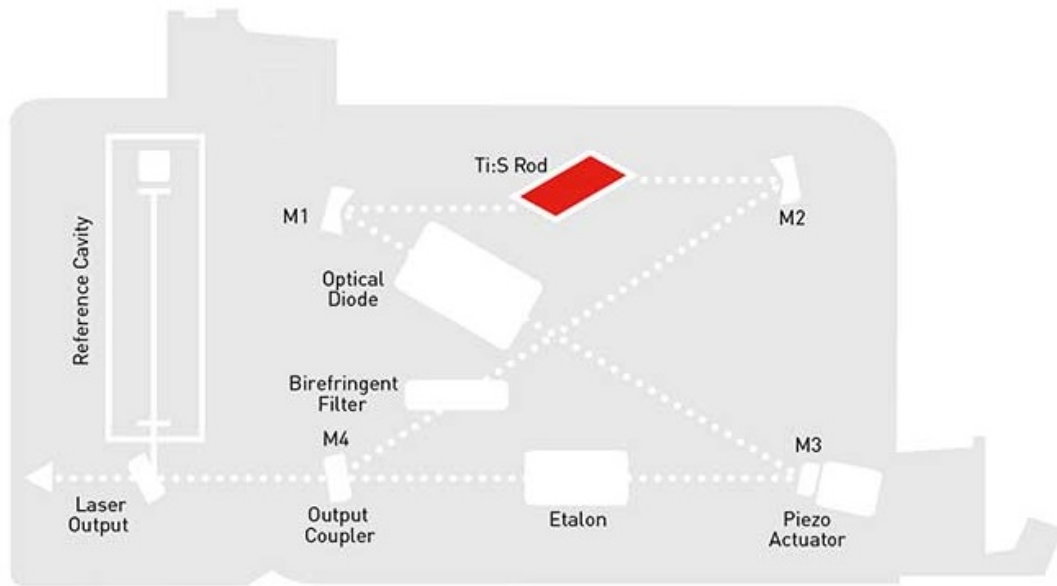 Ti:S Rod
M1
M2
Reference Cavity
Optical
Diode
Birefringent
Filter
M4
M3
Laser
Output
Output
Coupler
Etalon
Piezo
Actuator